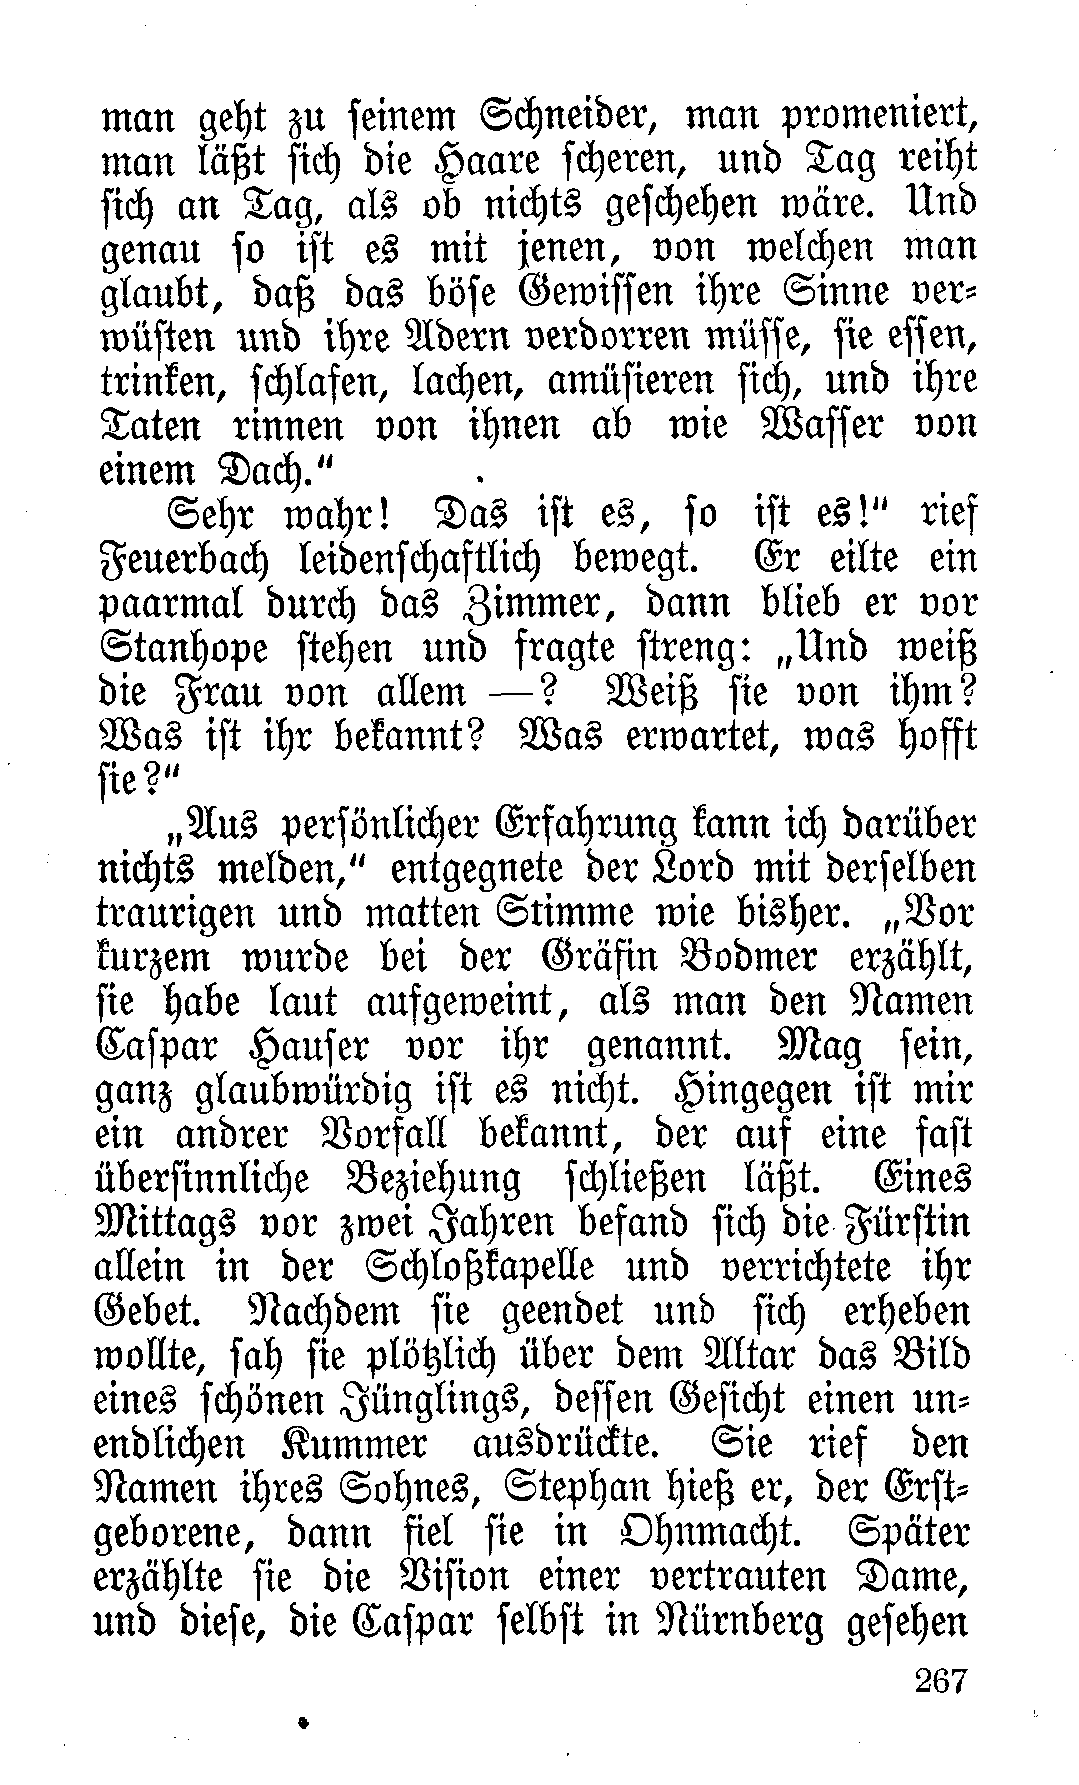 man geht zu seinem Schneider, man promeniert,
man läßt sich die Haare scheren, und Tag reiht
sich an Tag, als ob nichts geschehen wäre. Und
genau so ist es mit jenen, von welchen man
glaubt, daß das böse Gewissen ihre Sinne ver-
wüsten und ihre Adern verdorren müsse, sie essen,
trinken, schlafen, lachen, amüsieren sich, und ihre
Taten rinnen von ihnen ab wie Wasser von
einem Dach.“
Sehr wahr! Das ist es, so ist es!“ rief
Feuerbach leidenschaftlich bewegt. Er eilte ein
paarmal durch das Zimmer, dann blieb er vor
Stanhope stehen und fragte streng: „Und weiß
die Frau von allem —? Weiß sie von ihm?
Was ist ihr bekannt? Was erwartet, was hofft
sie?“
„Aus persönlicher Erfahrung kann ich darüber
nichts melden,“ entgegnete der Lord mit derselben
traurigen und matten Stimme wie bisher. „Vor
kurzem wurde bei der Gräfin Bodmer erzählt,
sie habe laut aufgeweint, als man den Namen
Caspar Hauser vor ihr genannt. Mag sein,
ganz glaubwürdig ist es nicht. Hingegen ist mir
ein andrer Vorfall bekannt, der auf eine fast
übersinnliche Beziehung schließen läßt. Eines
Mittags vor zwei Jahren befand sich die Fürstin
allein in der Schloßkapelle und verrichtete ihr
Gebet. Nachdem sie geendet und sich erheben
wollte, sah sie plötzlich über dem Altar das Bild
eines schönen Jünglings, dessen Gesicht einen un-
endlichen Kummer ausdrückte. Sie rief den
Namen ihres Sohnes, Stephan hieß er, der Erst-
geborene, dann fiel sie in Ohnmacht. Später
erzählte sie die Vision einer vertrauten Dame,
und diese, die Caspar selbst in Nürnberg gesehen
267